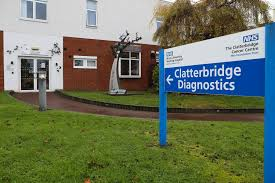 NHS
The Clatterbridge
Cancer Centre
NHS Foundation Trust
Clatterbridge
Diagnostics